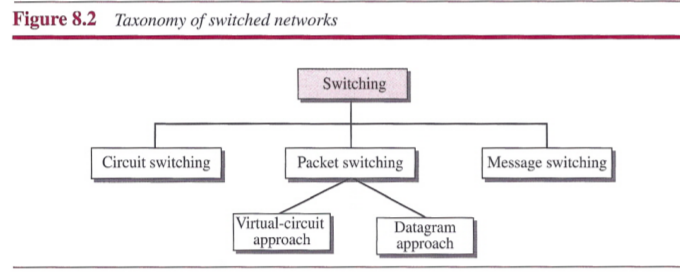 Figure 8.2 Taxonomy of switched networks
Switching
Circuit switching
Packet switching
Message switching
Virtual-circuit
approach
Datagram
approach